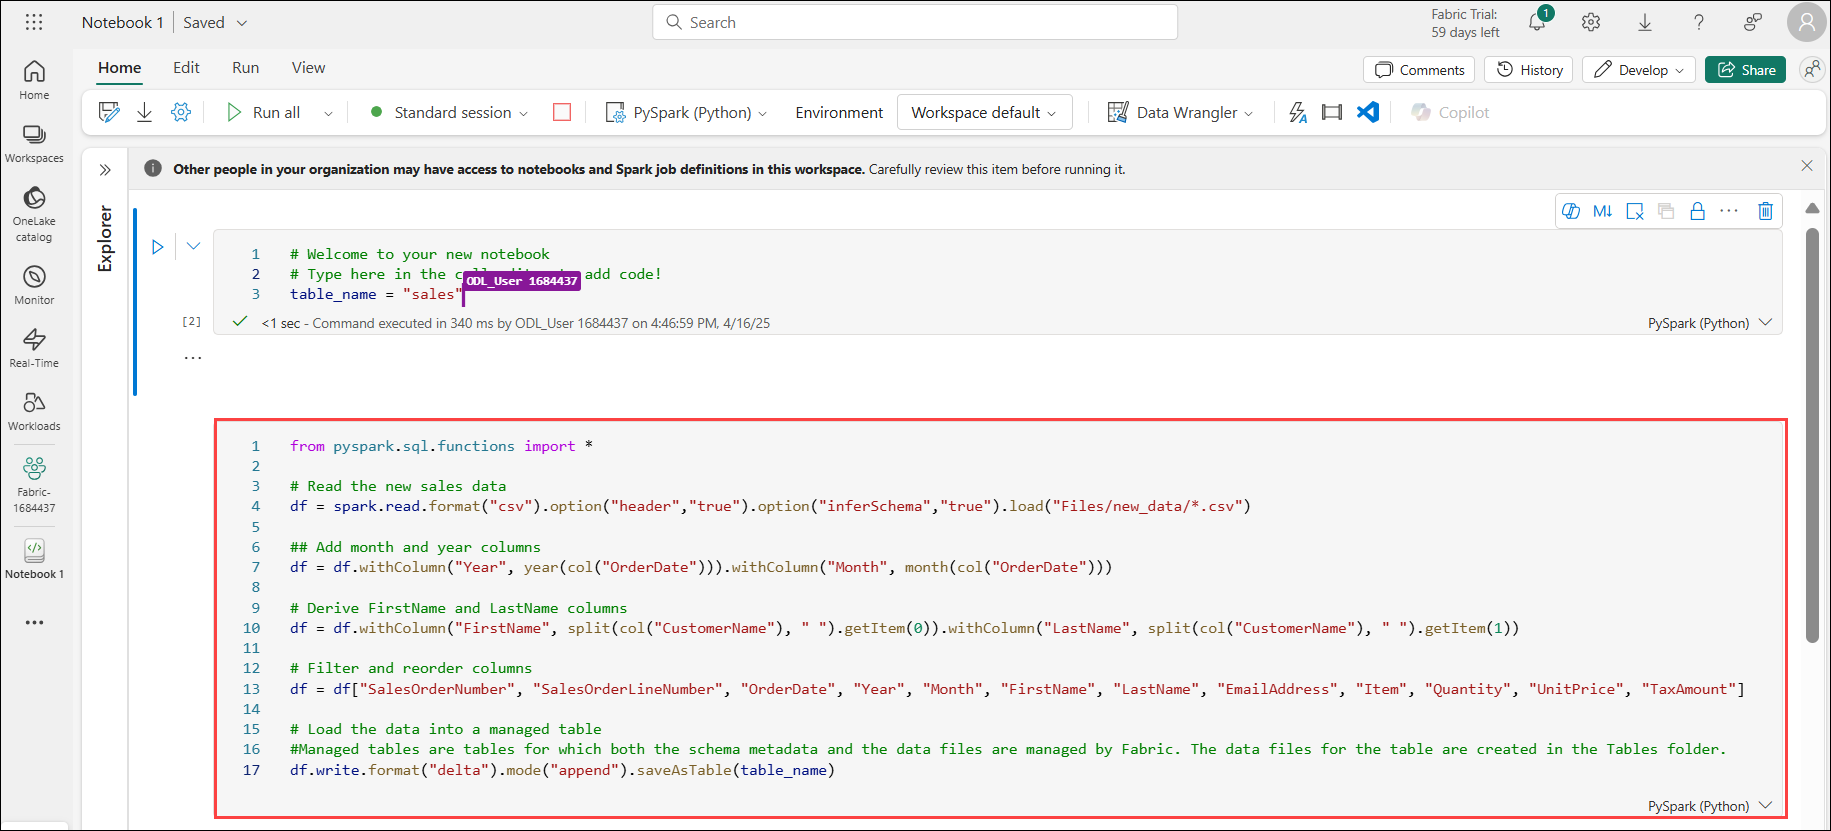 Notebook 1 Saved
Search
Fabric Trial:
59 days left
1
Home Edit Run View
Comments History Develop Share
Run all Standard session PySpark (Python) Environment Workspace default Data Wrangler Copilot
Home
Workspaces
OneLake
catalog
Monitor
Real-Time
Workloads
Fabric-
1684437
Notebook 1
Explorer
Other people in your organization may have access to notebooks and Spark job definitions in this workspace. Carefully review this item before running it.
M↓
1 # Welcome to your new notebook
2 # Type here in the add code!
ODL_User 1684437
3 table_name = "sales"
[2] <1 sec - Command executed in 340 ms by ODL_User 1684437 on 4:46:59 PM, 4/16/25
PySpark (Python)
1 from pyspark.sql.functions import *
2
3 # Read the new sales data
4 df = spark.read.format("csv").option("header","true").option("inferSchema","true").load("Files/new_data/*.csv")
5
6 ## Add month and year columns
7 df = df.withColumn("Year", year(col("OrderDate"))).withColumn("Month", month(col("OrderDate")))
8
9 # Derive FirstName and LastName columns
10 df = df.withColumn("FirstName", split(col("CustomerName"), " ").getItem(0)).withColumn("LastName", split(col("CustomerName"), " ").getItem(1))
11
12 # Filter and reorder columns
13 df = df["SalesOrderNumber", "SalesOrderLineNumber", "OrderDate", "Year", "Month", "FirstName", "LastName", "EmailAddress", "Item", "Quantity", "UnitPrice", "TaxAmount"]
14
15 # Load the data into a managed table
16 #Managed tables are tables for which both the schema metadata and the data files are managed by Fabric. The data files for the table are created in the Tables folder.
17 df.write.format("delta").mode("append").saveAsTable(table_name)
PySpark (Python)